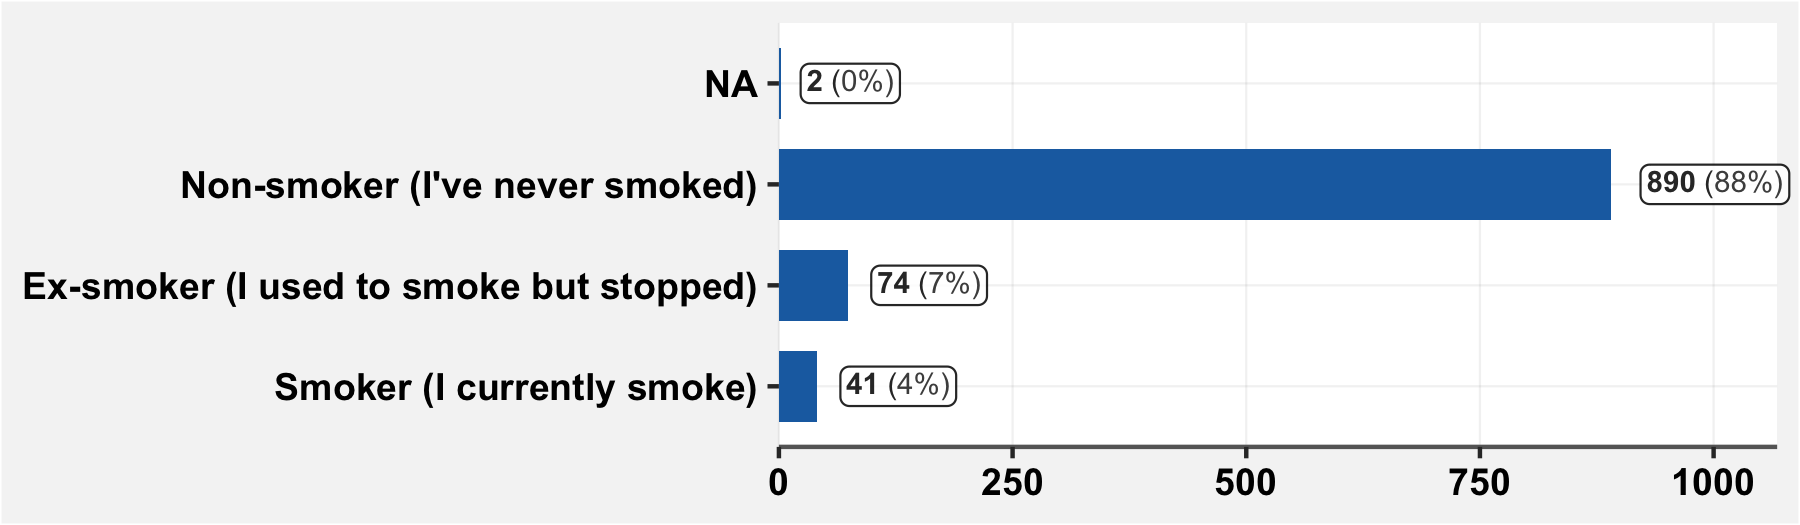 NA
2 (0%)
Non-smoker (I've never smoked)
890 (88%)
Ex-smoker (I used to smoke but stopped)
74 (7%)
Smoker (I currently smoke)
41 (4%)
0 250 500 750 1000